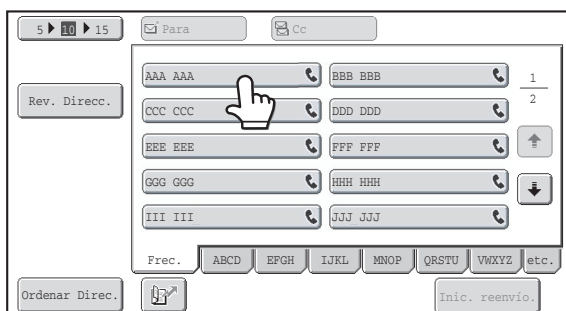 5 10 15
Para
Cc
Rev. Direcc.
AAA AAA
BBB BBB
CCC CCC
DDD DDD
EEE EEE
FFF FFF
GGG GGG
HHH HHH
III III
JJJ JJJ
1
2
Frec.
ABCD
EFGH
IJKL
MNOP
QRSTU
VWXYZ
etc.
Ordenar Direc.
Inic. reenvío.